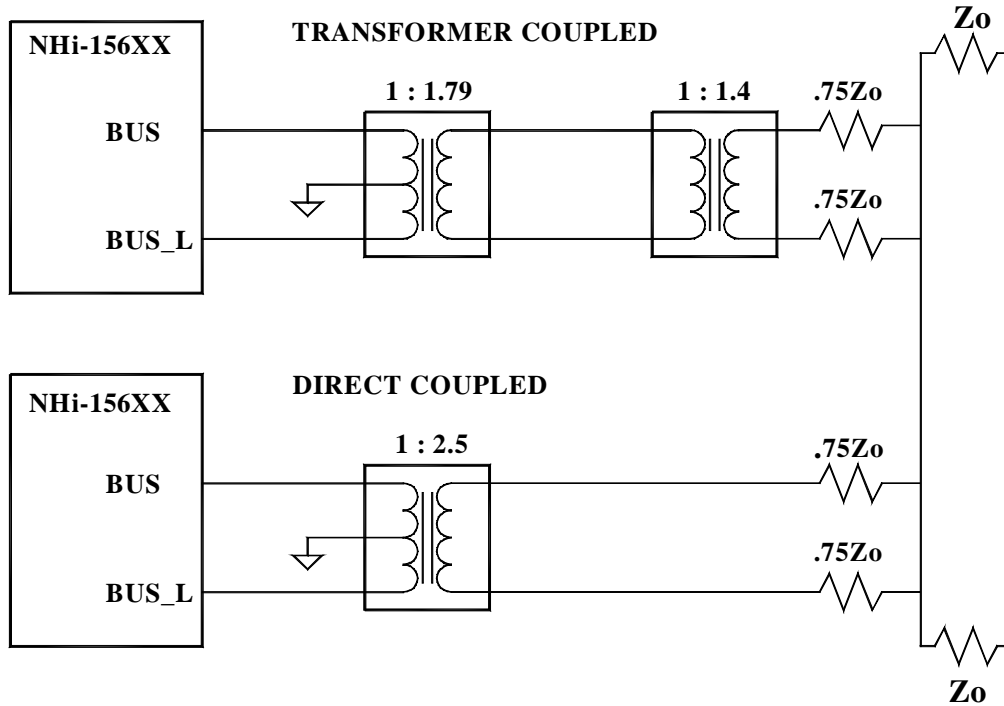 Zo
NHi-156XX
TRANSFORMER COUPLED
1 : 1.79
1 : 1.4
.75Zo
BUS
.75Zo
BUS_L
NHi-156XX
DIRECT COUPLED
1 : 2.5
.75Zo
BUS
.75Zo
BUS_L
Zo